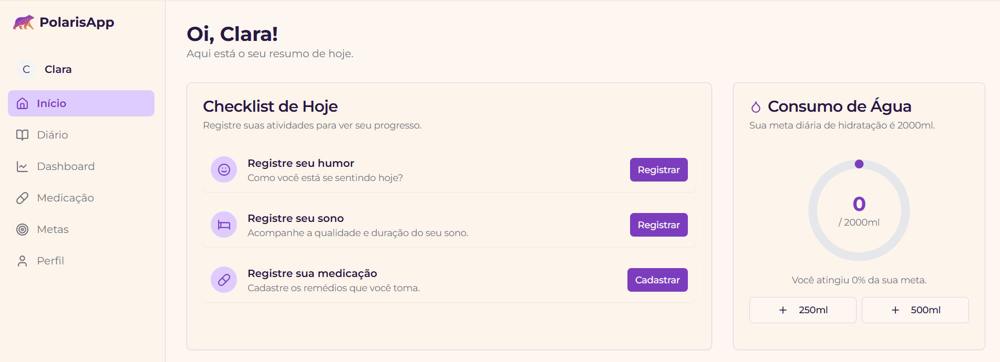 PolarisApp
C
Clara
Início
Diário
Dashboard
Medicação
Metas
Perfil
Oi, Clara!
Aqui está o seu resumo de hoje.
Checklist de Hoje
Registre suas atividades para ver seu progresso.
Registre seu humor
Como você está se sentindo hoje?
Registrar
Registre seu sono
Acompanhe a qualidade e duração do seu sono.
Registrar
Registre sua medicação
Cadastre os remédios que você toma.
Cadastrar
Consumo de Água
Sua meta diária de hidratação é 2000ml.
0
/ 2000ml
Você atingiu 0% da sua meta.
+ 250ml
+ 500ml